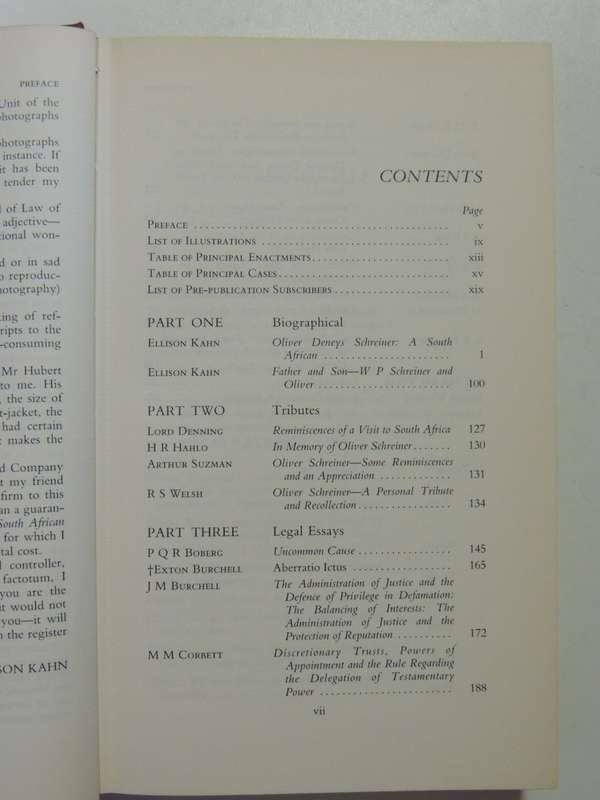 PREFACE
Unit of the
photographs
photographs
instance. If
it has been
tender my
l of Law of
adjective—
tional won-
d or in sad
o reproduc-
hotography)
king of ref-
ripts to the
-consuming
Mr Hubert
to me. His
, the size of
t-jacket, the
had certain
makes the
d Company
t my friend
firm to this
an a guaran-
South African
for which I
tal cost.
l controller,
factotum, I
you are the
it would not
you—it will
n the register
SON KAHN
CONTENTS
Page
PREFACE .................................................. v
LIST OF ILLUSTRATIONS .................................. ix
TABLE OF PRINCIPAL ENACTMENTS ......................... xiii
TABLE OF PRINCIPAL CASES ............................... xv
LIST OF PRE-PUBLICATION SUBSCRIBERS .................... xix
PART ONE Biographical
ELLISON KAHN Oliver Deneys Schreiner: A South
African ...................... 1
ELLISON KAHN Father and Son—W P Schreiner and
Oliver ....................... 100
PART TWO Tributes
LORD DENNING Reminiscences of a Visit to South Africa 127
H R HAHLO In Memory of Oliver Schreiner ....... 130
ARTHUR SUZMAN Oliver Schreiner—Some Reminiscences
and an Appreciation ............ 131
R S WELSH Oliver Schreiner—A Personal Tribute
and Recollection ................ 134
PART THREE Legal Essays
P Q R BOBERG Uncommon Cause ................ 145
†EXTON BURCHELL Aberratio Ictus ................. 165
J M BURCHELL The Administration of Justice and the
Defence of Privilege in Defamation:
The Balancing of Interests: The
Administration of Justice and the
Protection of Reputation .......... 172
M M CORBETT Discretionary Trusts, Powers of
Appointment and the Rule Regarding
the Delegation of Testamentary
Power ........................ 188
vii